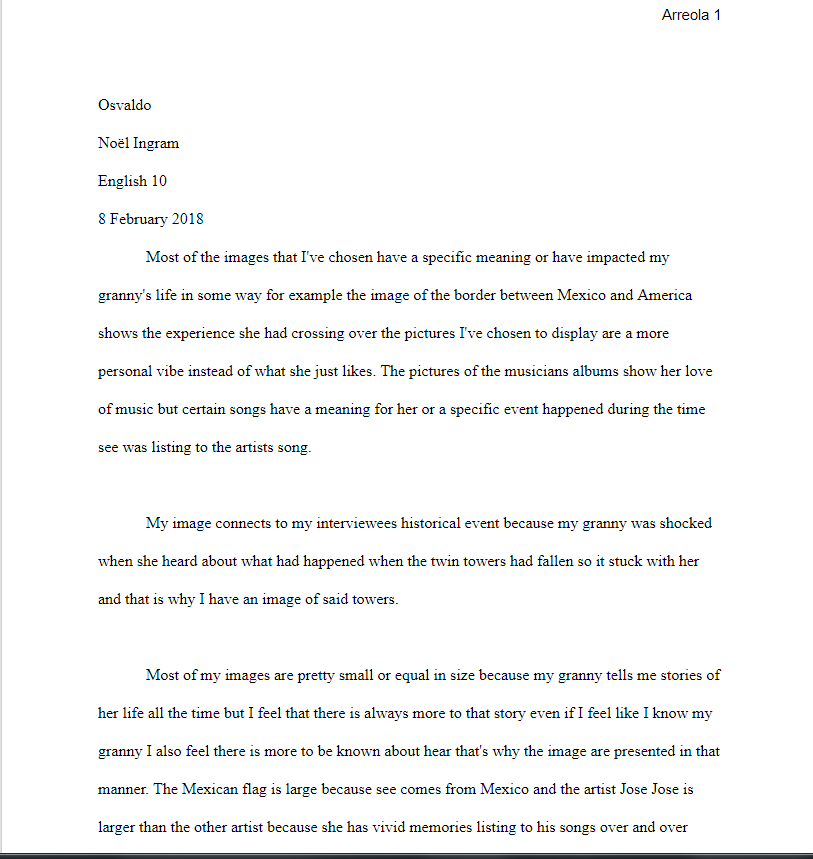 Arreola 1
Osvaldo
Noël Ingram
English 10
8 February 2018
Most of the images that I've chosen have a specific meaning or have impacted my
granny's life in some way for example the image of the border between Mexico and America
shows the experience she had crossing over the pictures I've chosen to display are a more
personal vibe instead of what she just likes. The pictures of the musicians albums show her love
of music but certain songs have a meaning for her or a specific event happened during the time
see was listing to the artists song.
My image connects to my interviewees historical event because my granny was shocked
when she heard about what had happened when the twin towers had fallen so it stuck with her
and that is why I have an image of said towers.
Most of my images are pretty small or equal in size because my granny tells me stories of
her life all the time but I feel that there is always more to that story even if I feel like I know my
granny I also feel there is more to be known about hear that's why the image are presented in that
manner. The Mexican flag is large because see comes from Mexico and the artist Jose Jose is
larger than the other artist because she has vivid memories listing to his songs over and over